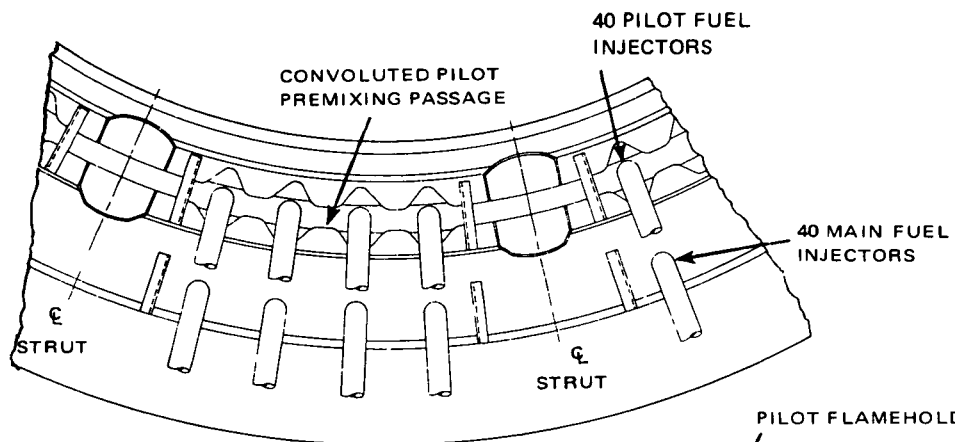 40 PILOT FUEL
INJECTORS
CONVOLUTED PILOT
PREMIXING PASSAGE
40 MAIN FUEL
INJECTORS
℄
STRUT
℄
STRUT
PILOT FLAMEHOLD